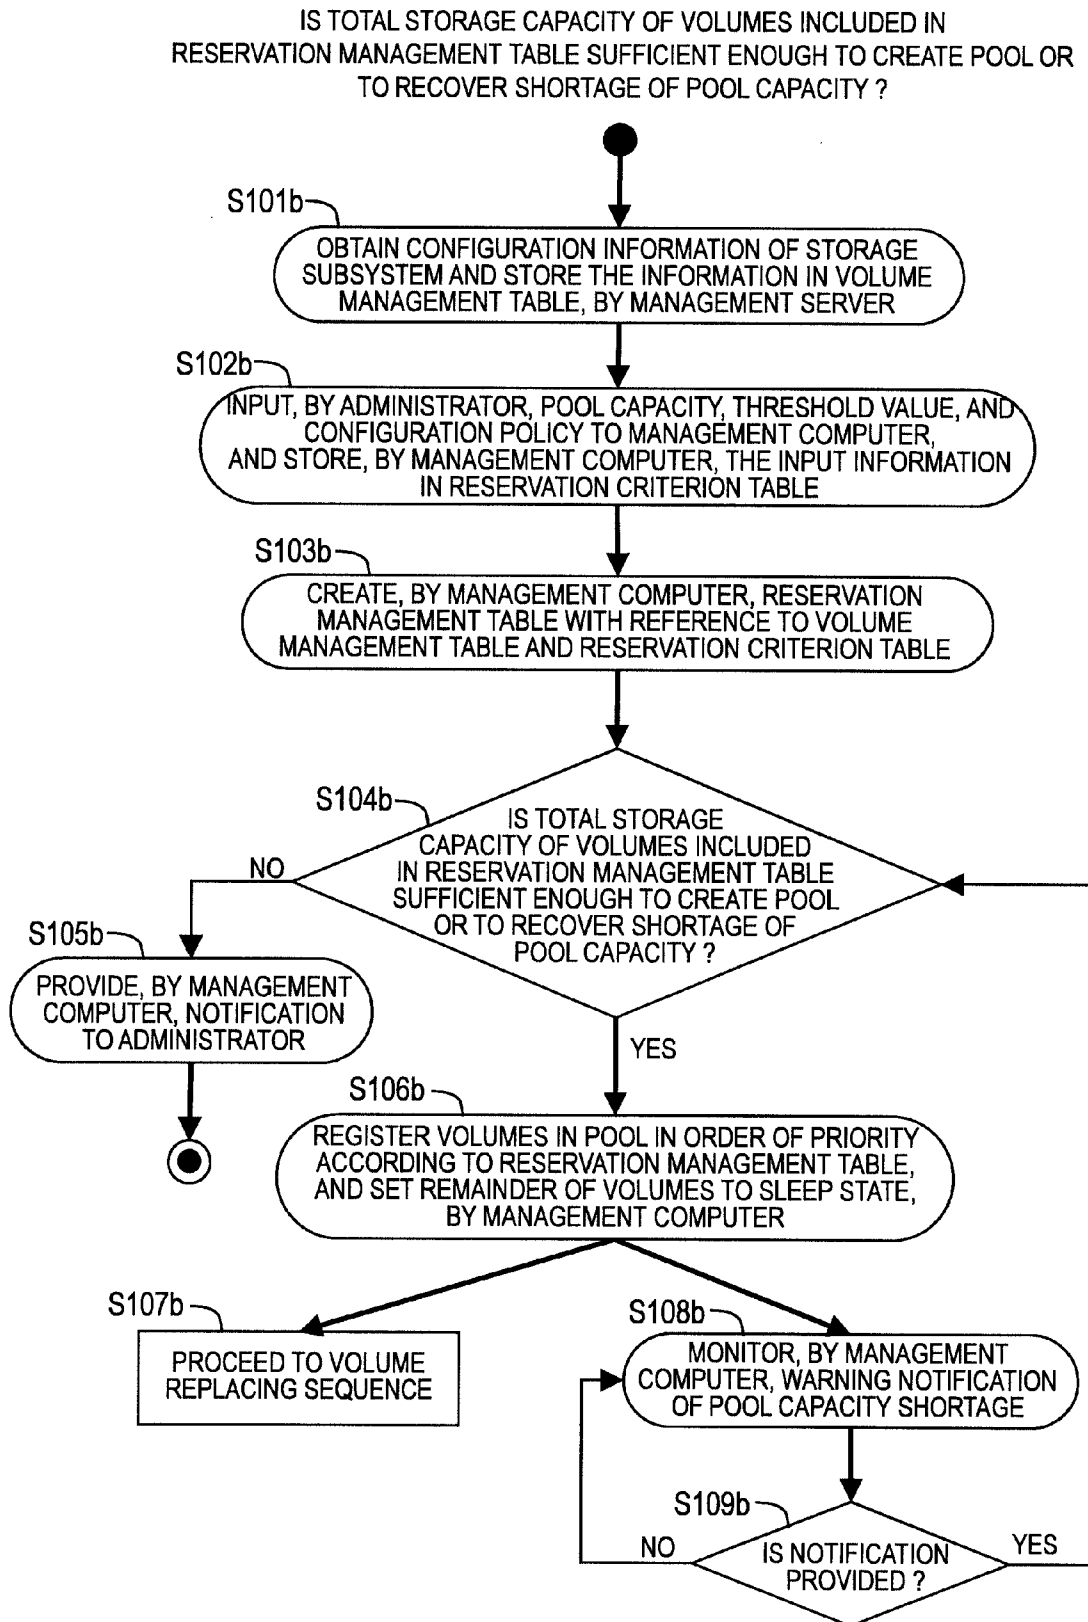 IS TOTAL STORAGE CAPACITY OF VOLUMES INCLUDED IN
RESERVATION MANAGEMENT TABLE SUFFICIENT ENOUGH TO CREATE POOL OR
TO RECOVER SHORTAGE OF POOL CAPACITY ?
S101b
OBTAIN CONFIGURATION INFORMATION OF STORAGE
SUBSYSTEM AND STORE THE INFORMATION IN VOLUME
MANAGEMENT TABLE, BY MANAGEMENT SERVER
S102b
INPUT, BY ADMINISTRATOR, POOL CAPACITY, THRESHOLD VALUE, AND
CONFIGURATION POLICY TO MANAGEMENT COMPUTER,
AND STORE, BY MANAGEMENT COMPUTER, THE INPUT INFORMATION
IN RESERVATION CRITERION TABLE
S103b
CREATE, BY MANAGEMENT COMPUTER, RESERVATION
MANAGEMENT TABLE WITH REFERENCE TO VOLUME
MANAGEMENT TABLE AND RESERVATION CRITERION TABLE
S104b
IS TOTAL STORAGE
CAPACITY OF VOLUMES INCLUDED
IN RESERVATION MANAGEMENT TABLE
SUFFICIENT ENOUGH TO CREATE POOL
OR TO RECOVER SHORTAGE OF
POOL CAPACITY ?
NO
S105b
PROVIDE, BY MANAGEMENT
COMPUTER, NOTIFICATION
TO ADMINISTRATOR
YES
S106b
REGISTER VOLUMES IN POOL IN ORDER OF PRIORITY
ACCORDING TO RESERVATION MANAGEMENT TABLE,
AND SET REMAINDER OF VOLUMES TO SLEEP STATE,
BY MANAGEMENT COMPUTER
S107b
PROCEED TO VOLUME
REPLACING SEQUENCE
S108b
MONITOR, BY MANAGEMENT
COMPUTER, WARNING NOTIFICATION
OF POOL CAPACITY SHORTAGE
S109b
NO
IS NOTIFICATION
PROVIDED ?
YES